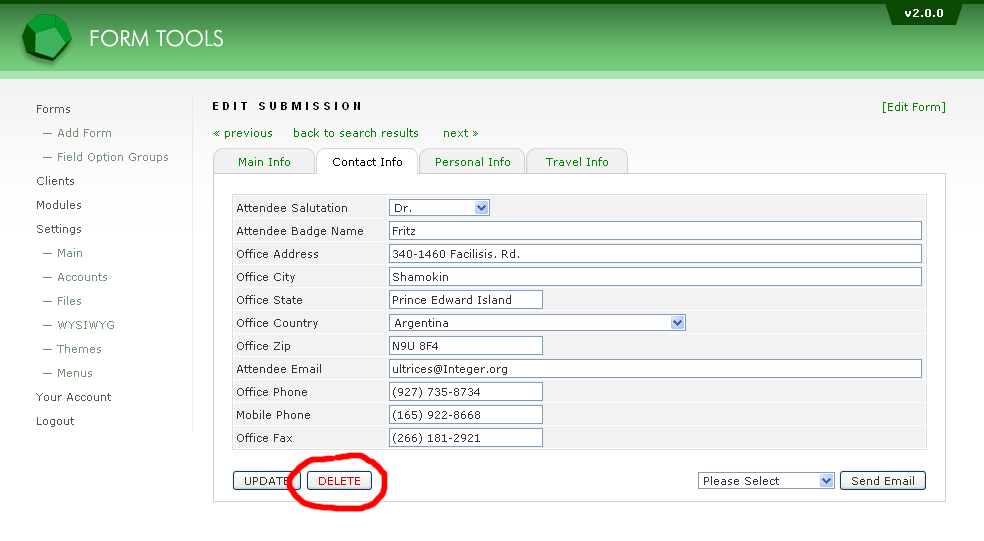 v2.0.0
FORM TOOLS
Forms
— Add Form
— Field Option Groups
Clients
Modules
Settings
— Main
— Accounts
— Files
— WYSIWYG
— Themes
— Menus
Your Account
Logout
EDIT SUBMISSION
[Edit Form]
« previous back to search results next »
Main Info Contact Info Personal Info Travel Info
Attendee Salutation Dr.
Attendee Badge Name Fritz
Office Address 340-1460 Facilisis. Rd.
Office City Shamokin
Office State Prince Edward Island
Office Country Argentina
Office Zip N9U 8F4
Attendee Email ultrices@Integer.org
Office Phone (927) 735-8734
Mobile Phone (165) 922-8668
Office Fax (266) 181-2921
UPDATE DELETE Please Select Send Email